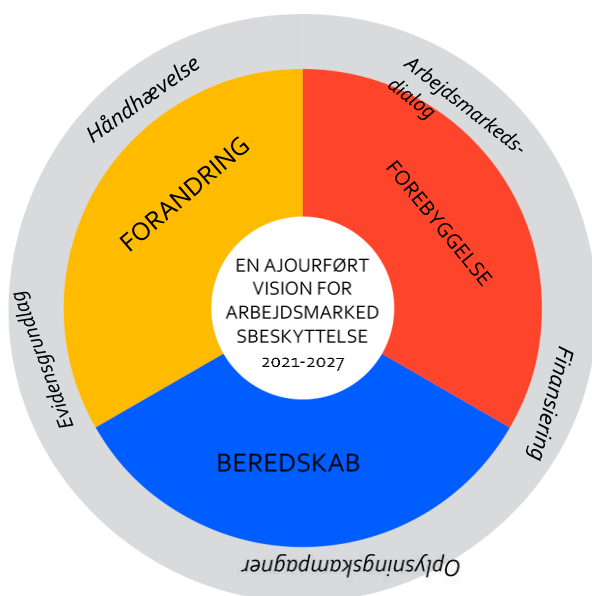 Håndhævelse
Arbejdsmarkeds-
dialog
FORANDRING
FOREBYGGELSE
EN AJOURFØRT
VISION FOR
ARBEJDSMARKED
SBESKYTTELSE
2021-2027
Evidensgrundlag
Finansiering
BEREDSKAB
Oplysningskampagner